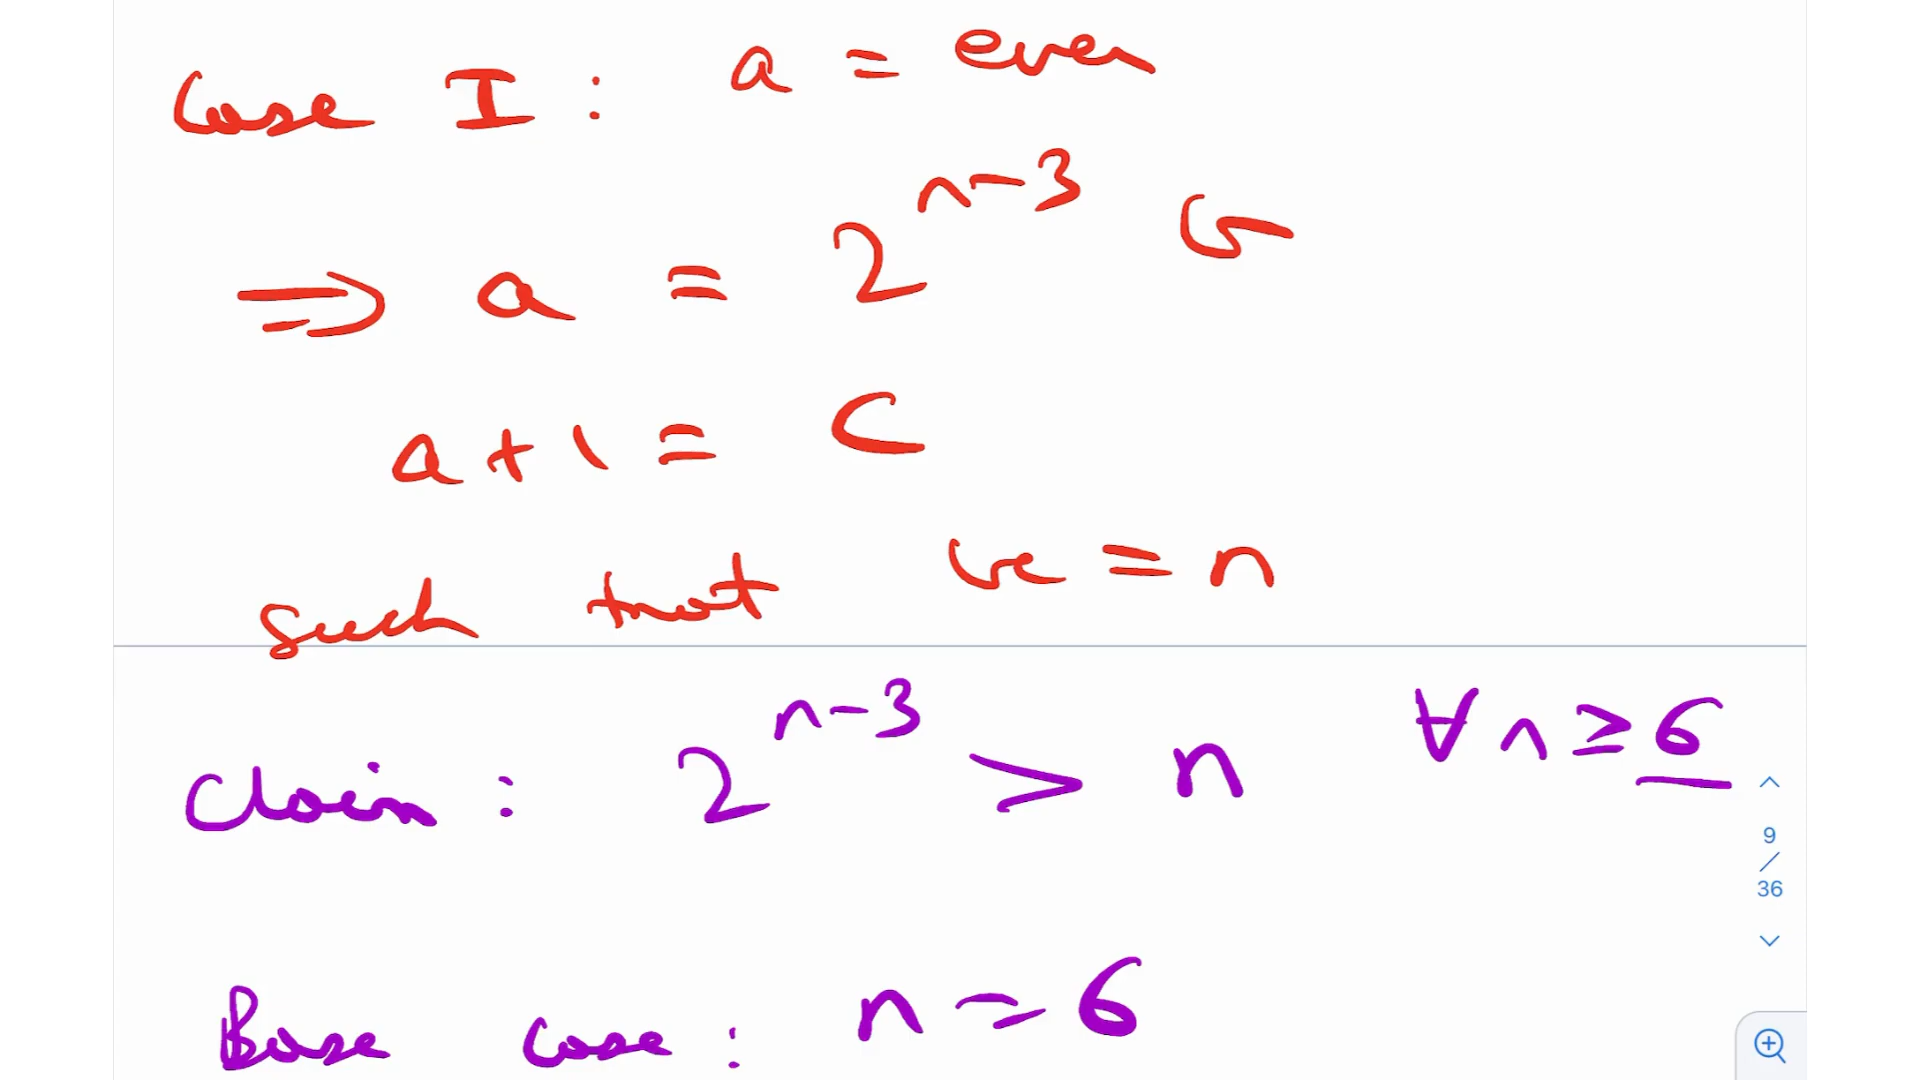 Case I : a = even
⇒ a = 2^{n-3} b
a + 1 = c
such that bc = n
Claim : 2^{n-3} > n ∀ n ≥ 6
9
/
36
Base case : n = 6